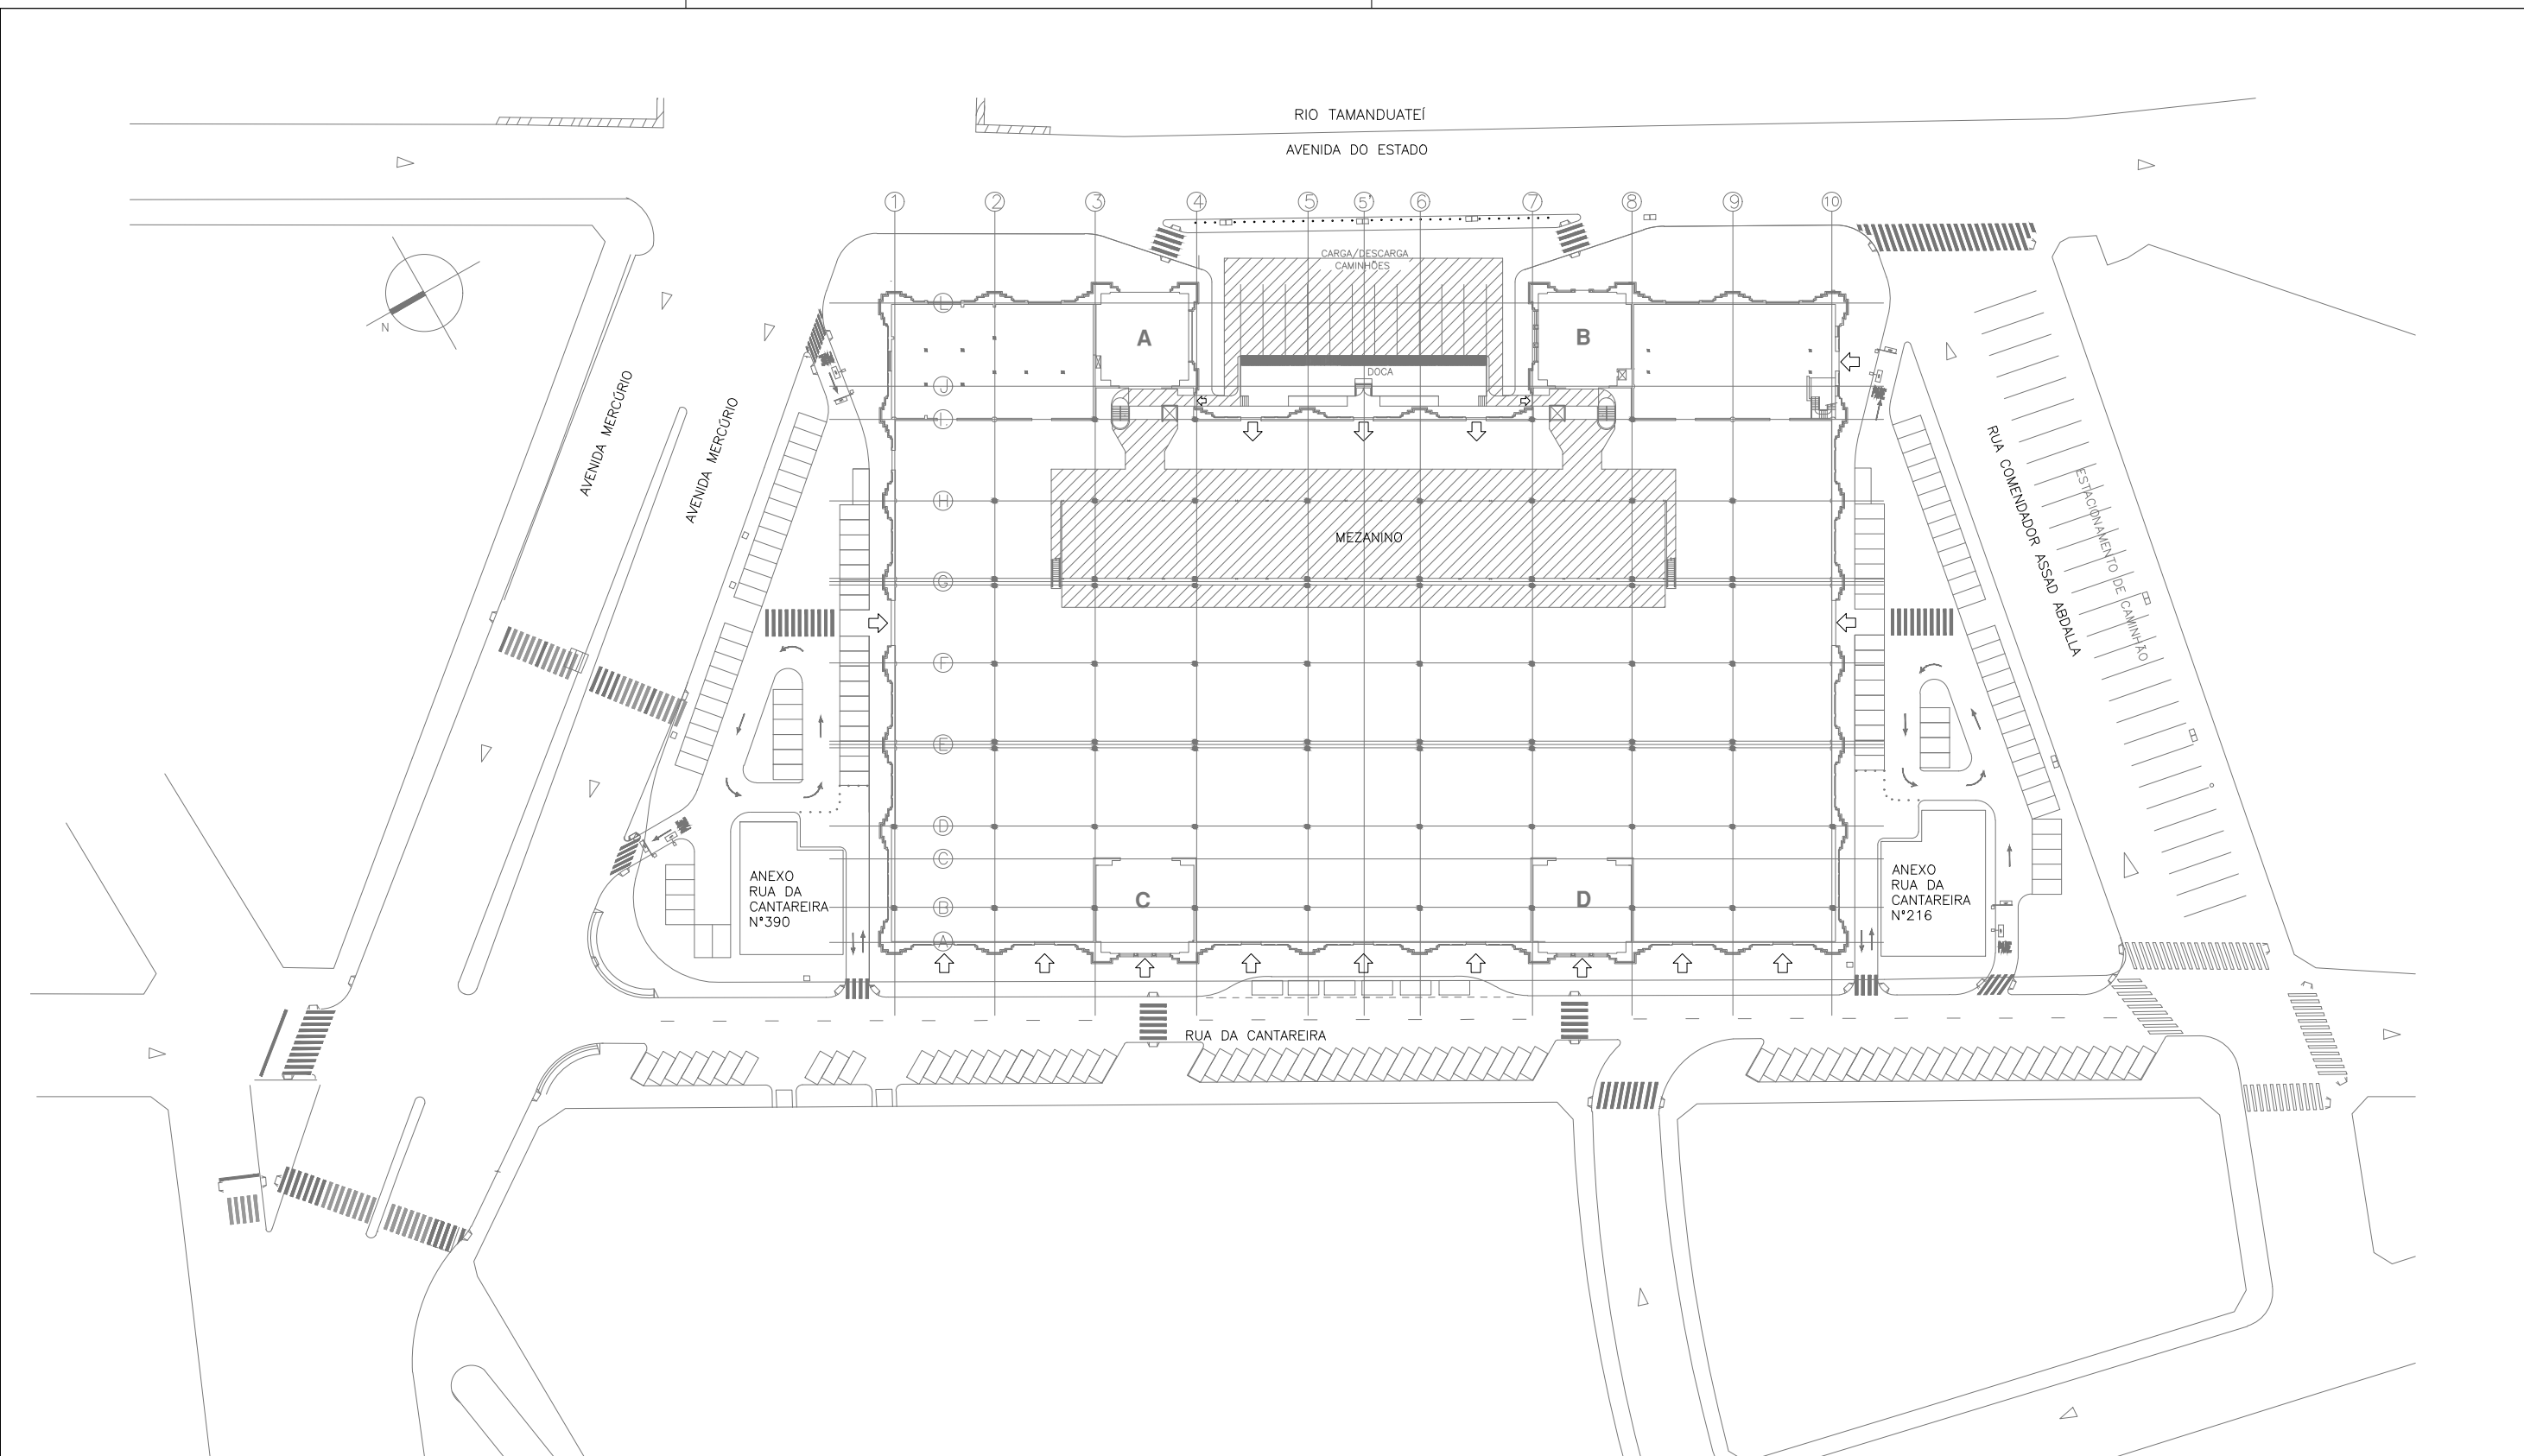 RIO TAMANDUATEÍ
AVENIDA DO ESTADO
1
2
3
4
5
5'
6
7
8
9
10
CARGA/DESCARGA
CAMINHÕES
N
L
A
B
DOCA
J
I
AVENIDA MERCÚRIO
AVENIDA MERCÚRIO
H
MEZANINO
G
RUA COMENDADOR ASSAD ABDALLA
ESTACIONAMENTO DE CAMINHÃO
F
E
D
C
ANEXO
RUA DA
CANTAREIRA
N°390
B
C
D
ANEXO
RUA DA
CANTAREIRA
N°216
A
RUA DA CANTAREIRA